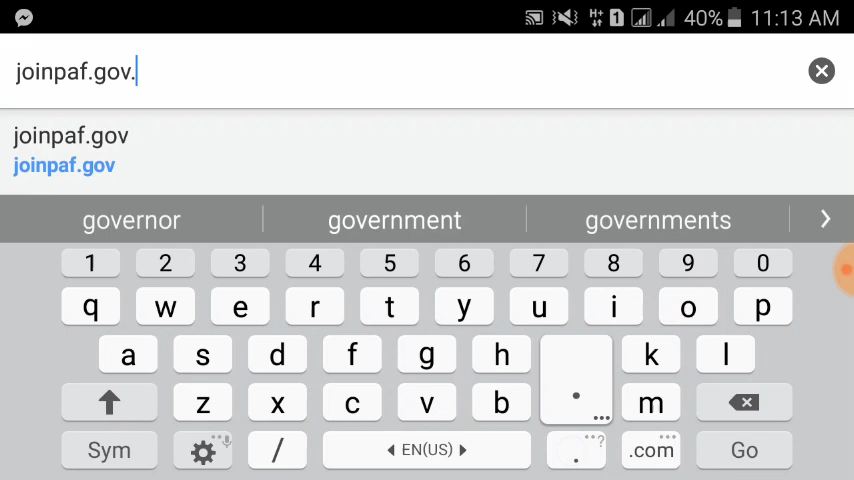 H+ 1 40% 11:13 AM
joinpaf.gov.
joinpaf.gov
joinpaf.gov
governor government governments
1 2 3 4 5 6 7 8 9 0
q w e r t y u i o p
a s d f g h . k l
z x c v b m
Sym / EN(US) . ? .com Go